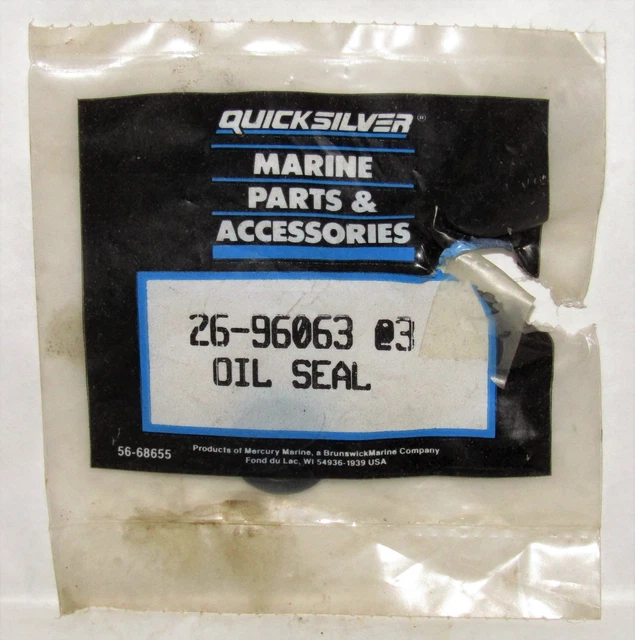 QUICKSILVER®
MARINE
PARTS &
ACCESSORIES
26-96063 @3
OIL SEAL
56-68655
Products of Mercury Marine, a BrunswickMarine Company
Fond du Lac, WI 54936-1939 USA